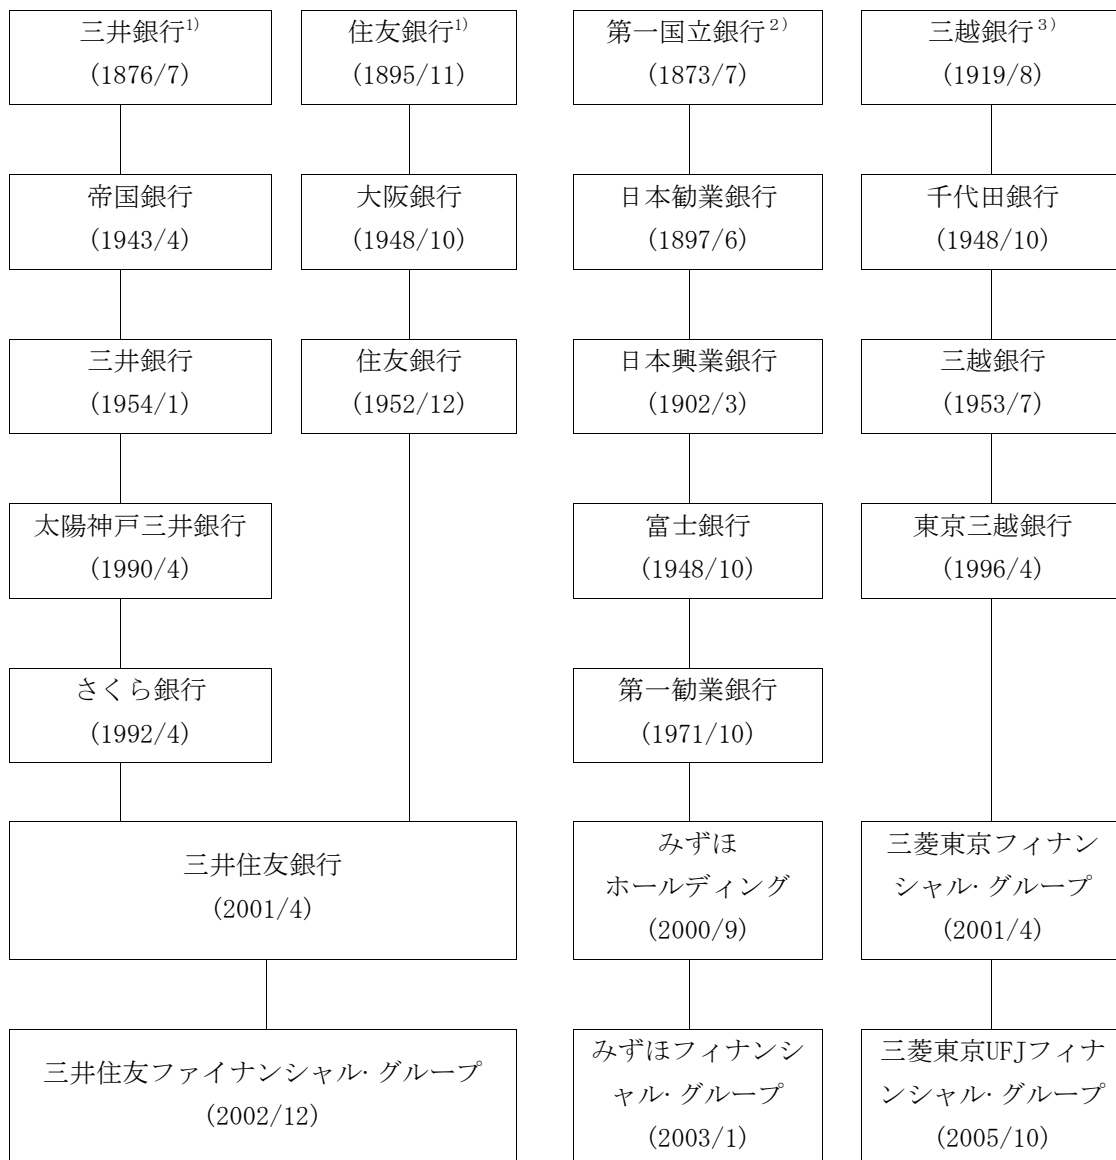 三井銀行1)
(1876/7)
住友銀行1)
(1895/11)
第一国立銀行2)
(1873/7)
三越銀行3)
(1919/8)
帝国銀行
(1943/4)
大阪銀行
(1948/10)
日本勧業銀行
(1897/6)
千代田銀行
(1948/10)
三井銀行
(1954/1)
住友銀行
(1952/12)
日本興業銀行
(1902/3)
三越銀行
(1953/7)
太陽神戸三井銀行
(1990/4)
富士銀行
(1948/10)
東京三越銀行
(1996/4)
さくら銀行
(1992/4)
第一勧業銀行
(1971/10)
三井住友銀行
(2001/4)
みずほ
ホールディング
(2000/9)
三菱東京フィナン
シャル·グループ
(2001/4)
三井住友ファイナンシャル·グループ
(2002/12)
みずほフィナンシ
ャル·グループ
(2003/1)
三菱東京UFJフィナ
ンシャル·グループ
(2005/10)